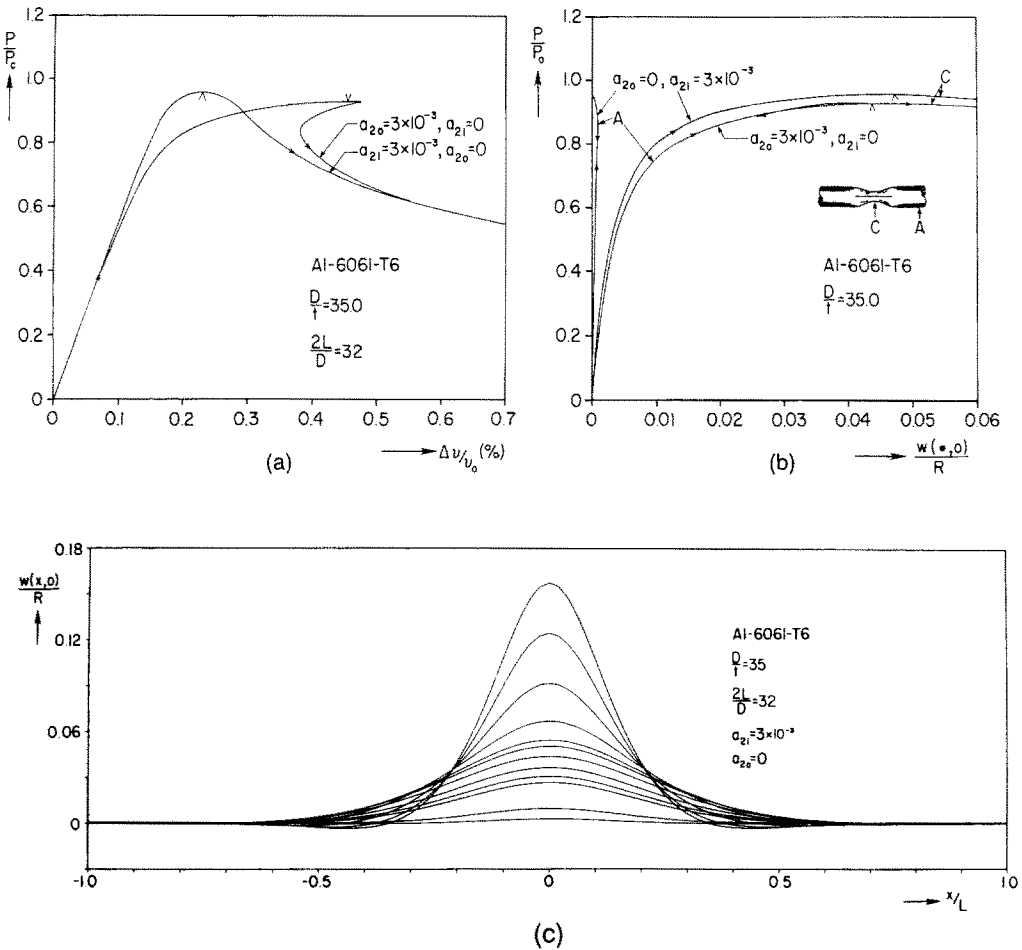 1.2
P
P_c
1.0
0.8
0.6
0.4
0.2
0
0 0.1 0.2 0.3 0.4 0.5 0.6 0.7
Δυ/υ₀(%)
a₂₀=3×10⁻³, a₂₁=0
a₂₁=3×10⁻³, a₂₀=0
Al-6061-T6
D/t=35.0
2L/D=32
(a)
1.2
P
P_o
1.0
0.8
0.6
0.4
0.2
0
0 0.01 0.02 0.03 0.04 0.05 0.06
w(*,0)
R
a₂₀=0, a₂₁=3×10⁻³
A
C
a₂₀=3×10⁻³, a₂₁=0
C A
Al-6061-T6
D/t=35.0
(b)
0.18
w(x,0)
R
0.12
0.06
0
-1.0 -0.5 0 0.5 1.0
x/L
Al-6061-T6
D/t=35
2L/D=32
a₂₁=3×10⁻³
a₂₀=0
(c)